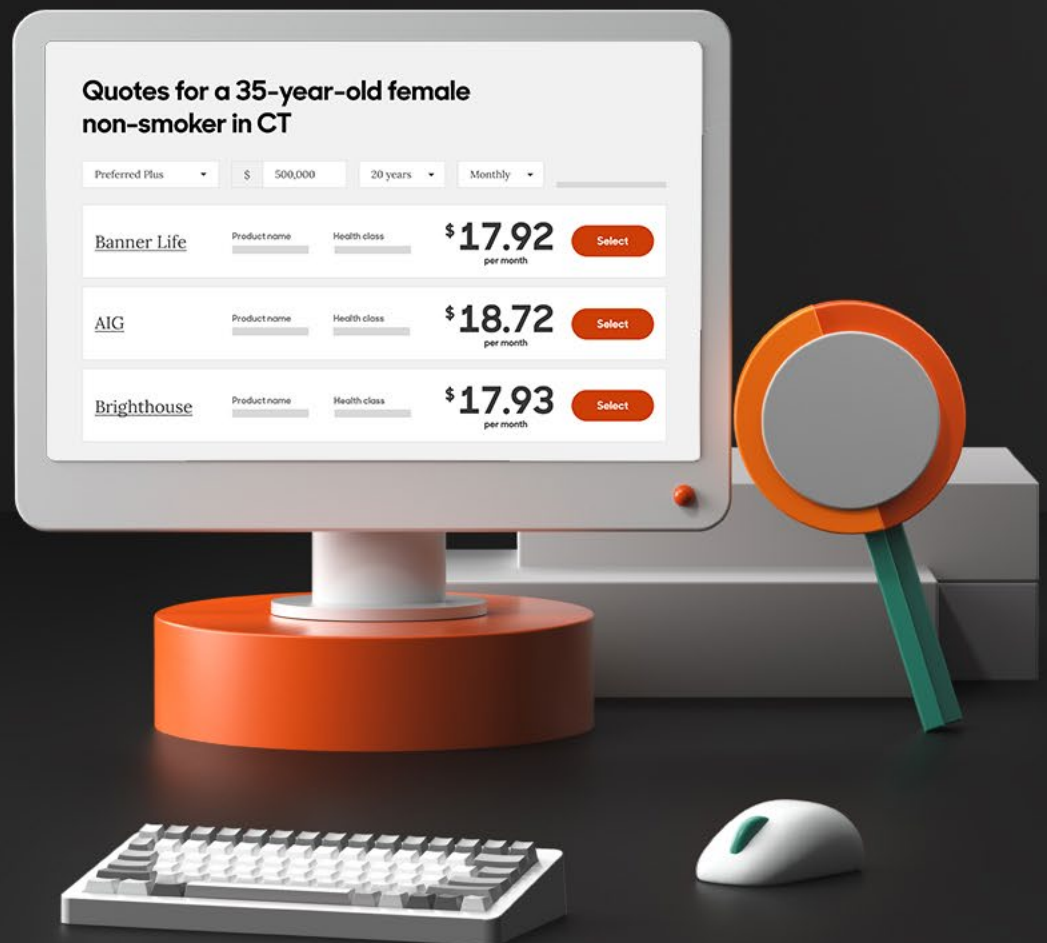 Quotes for a 35-year-old female
non-smoker in CT
Preferred Plus $ 500,000 20 years Monthly
Banner Life Product name Health class $17.92 per month Select
AIG Product name Health class $18.72 per month Select
Brighthouse Product name Health class $17.93 per month Select